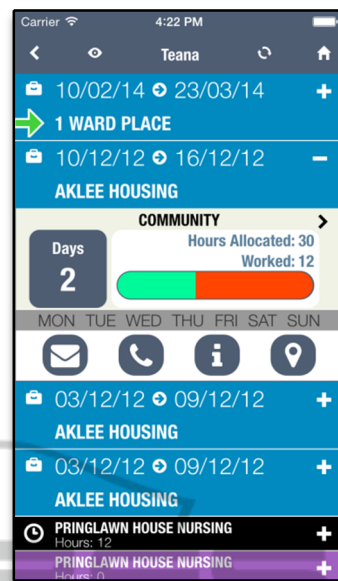 Carrier 4:22 PM
Teana
10/02/14 23/03/14
1 WARD PLACE
10/12/12 16/12/12
AKLEE HOUSING
COMMUNITY
Days
2
Hours Allocated: 30
Worked: 12
MON TUE WED THU FRI SAT SUN
03/12/12 09/12/12
AKLEE HOUSING
03/12/12 09/12/12
AKLEE HOUSING
PRINGLAWN HOUSE NURSING
Hours: 12
PRINGLAWN HOUSE NURSING
Hours: 0